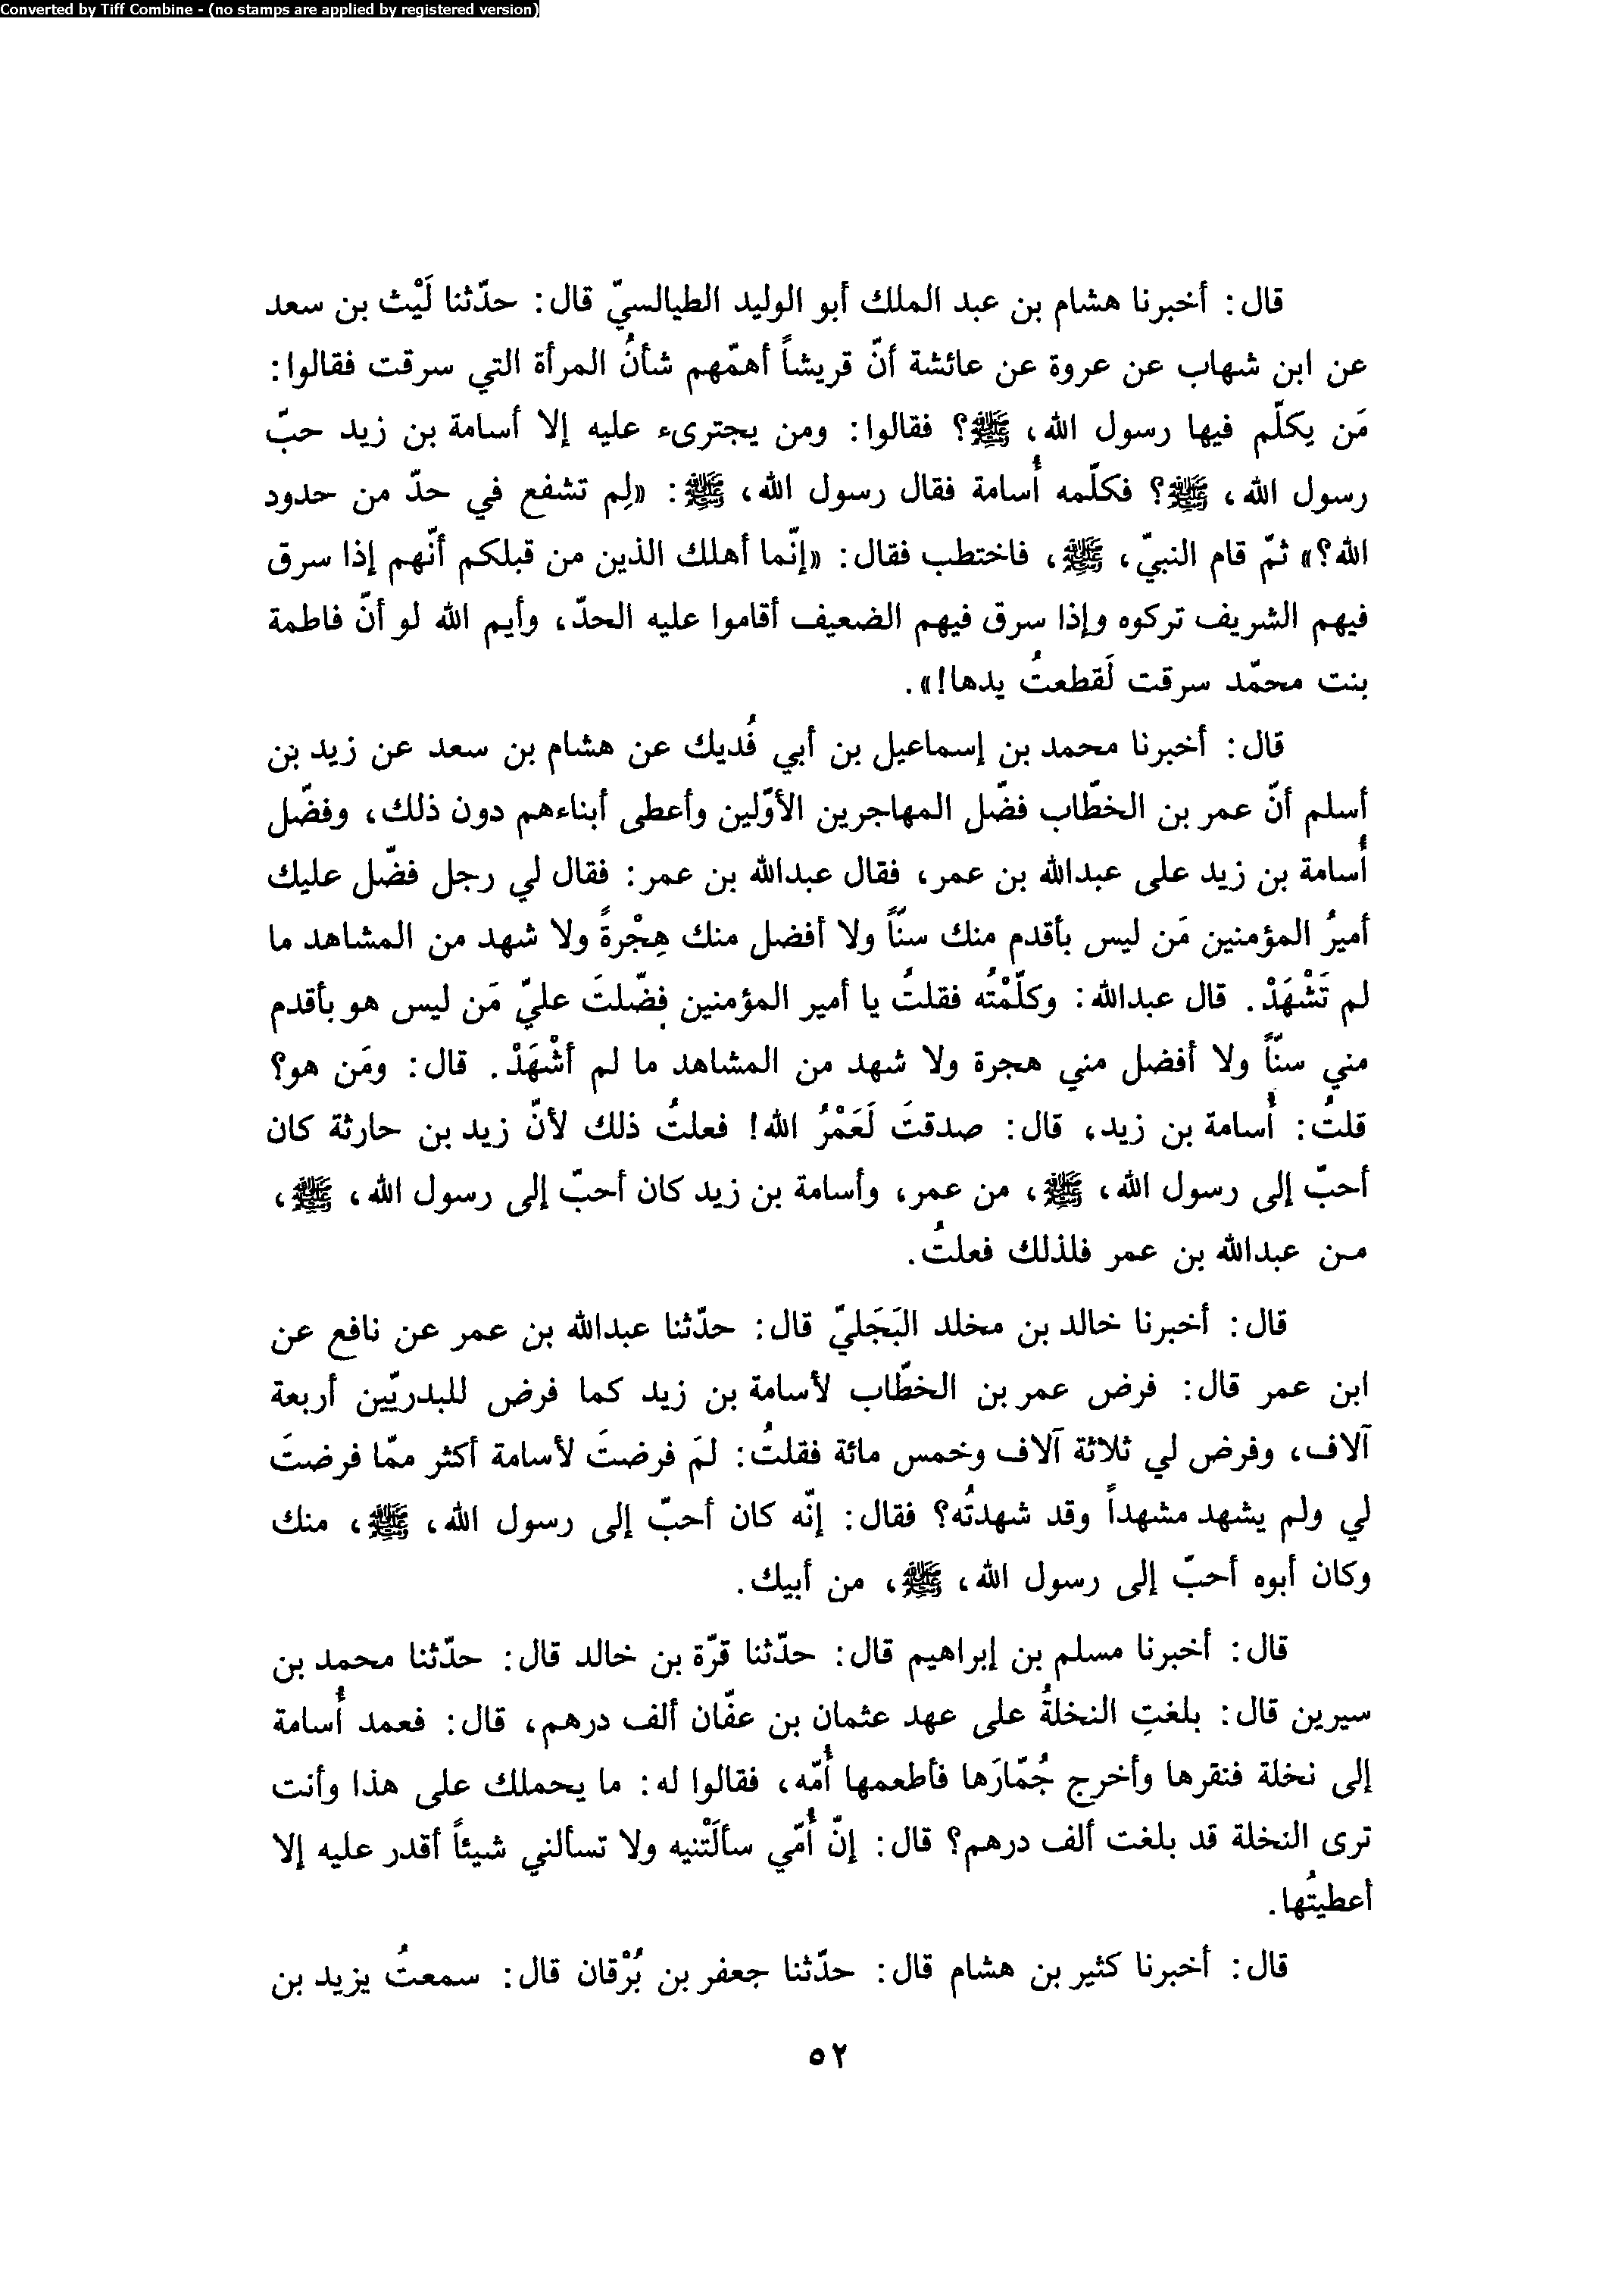 Converted by Tiff Combine - (no stamps are applied by registered version)
قال: أخبرنا هشام بن عبد الملك أبو الوليد الطيالسيّ قال: حدّثنا لَيْث بن سعد
عن ابن شهاب عن عروة عن عائشة أنّ قريشاً أهمّهم شأنُ المرأة التي سرقت فقالوا:
مَن يكلّم فيها رسول الله، ﷺ؟ فقالوا: ومن يجترىء عليه إلا أسامة بن زيد حبّ
رسول الله، ﷺ؟ فكلّمه أُسامة فقال رسول الله، ﷺ: «لِم تشفع في حدّ من حدود
الله؟» ثمّ قام النبيّ، ﷺ، فاختطب فقال: «إنّما أهلك الذين من قبلكم أنّهم إذا سرق
فيهم الشريف تركوه وإذا سرق فيهم الضعيف أقاموا عليه الحدّ، وأيم الله لو أنّ فاطمة
بنت محمّد سرقت لَقطعتُ يدها!».
قال: أخبرنا محمد بن إسماعيل بن أبي فُديك عن هشام بن سعد عن زيد بن
أسلم أنّ عمر بن الخطّاب فضّل المهاجرين الأوّلين وأعطى أبناءهم دون ذلك، وفضّل
أُسامة بن زيد على عبدالله بن عمر، فقال عبدالله بن عمر: فقال لي رجل فضّل عليك
أميرُ المؤمنين مَن ليس بأقدم منك سنّاً ولا أفضل منك هِجْرةً ولا شهد من المشاهد ما
لم تَشْهَدْ. قال عبدالله: وكلّمْتُه فقلتُ يا أمير المؤمنين فضّلتَ عليّ مَن ليس هو بأقدم
مني سنّاً ولا أفضل مني هجرة ولا شهد من المشاهد ما لم أشْهَدْ. قال: ومَن هو؟
قلتُ: أُسامة بن زيد، قال: صدقتَ لَعَمْرُ الله! فعلتُ ذلك لأنّ زيد بن حارثة كان
أحبّ إلى رسول الله، ﷺ، من عمر، وأسامة بن زيد كان أحبّ إلى رسول الله، ﷺ،
من عبدالله بن عمر فلذلك فعلتُ.
قال: أخبرنا خالد بن مخلد البَجَليّ قال: حدّثنا عبدالله بن عمر عن نافع عن
ابن عمر قال: فرض عمر بن الخطّاب لأسامة بن زيد كما فرض للبدريّين أربعة
آلاف، وفرض لي ثلاثة آلاف وخمس مائة فقلتُ: لمَ فرضتَ لأسامة أكثر ممّا فرضتَ
لي ولم يشهد مشهداً وقد شهدتُه؟ فقال: إنّه كان أحبّ إلى رسول الله، ﷺ، منك
وكان أبوه أحبّ إلى رسول الله، ﷺ، من أبيك.
قال: أخبرنا مسلم بن إبراهيم قال: حدّثنا قرّة بن خالد قال: حدّثنا محمد بن
سيرين قال: بلغتِ النخلةُ على عهد عثمان بن عفّان ألف درهم، قال: فعمد أُسامة
إلى نخلة فنقرها وأخرج جُمّارَها فأطعمها أُمّه، فقالوا له: ما يحملك على هذا وأنت
ترى النخلة قد بلغت ألف درهم؟ قال: إنّ أُمّي سألَتْنيه ولا تسألني شيئاً أقدر عليه إلا
أعطيتُها.
قال: أخبرنا كثير بن هشام قال: حدّثنا جعفر بن بُرْقان قال: سمعتُ يزيد بن
٥٢